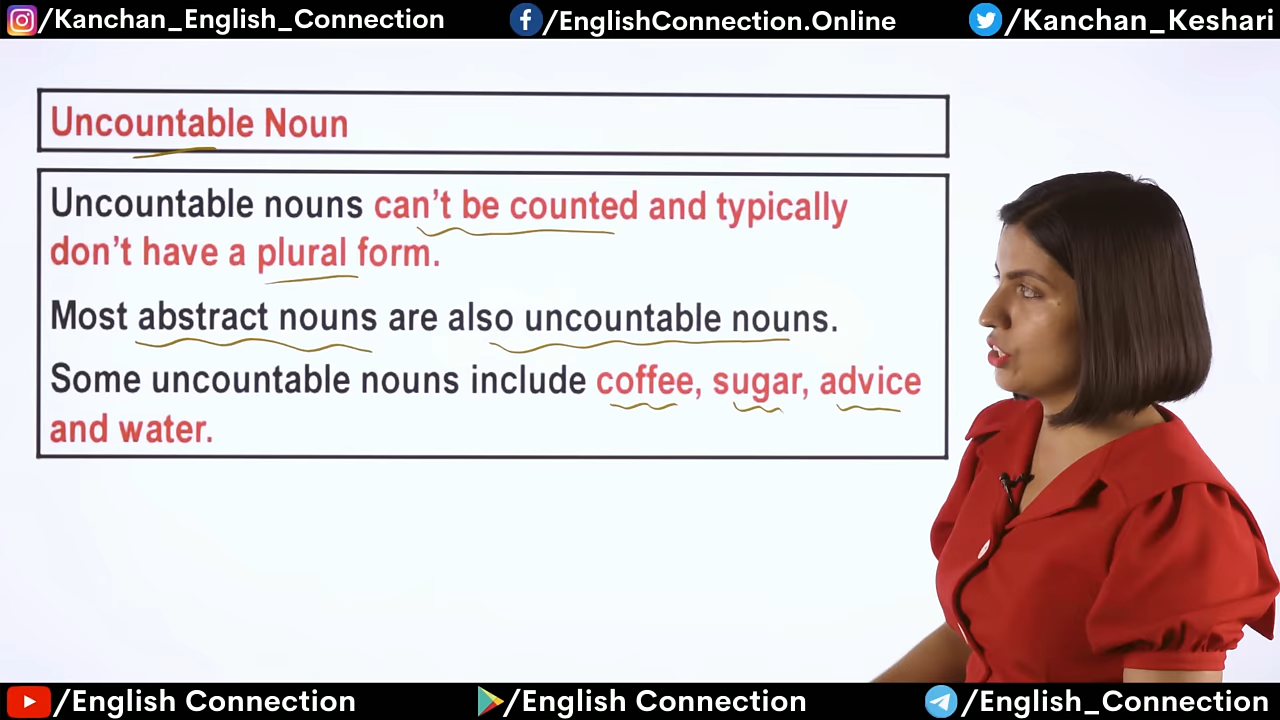 /Kanchan_English_Connection
/EnglishConnection.Online
/Kanchan_Keshari
Uncountable Noun
Uncountable nouns can't be counted and typically
don't have a plural form.
Most abstract nouns are also uncountable nouns.
Some uncountable nouns include coffee, sugar, advice
and water.
/English Connection
/English Connection
/English_Connection